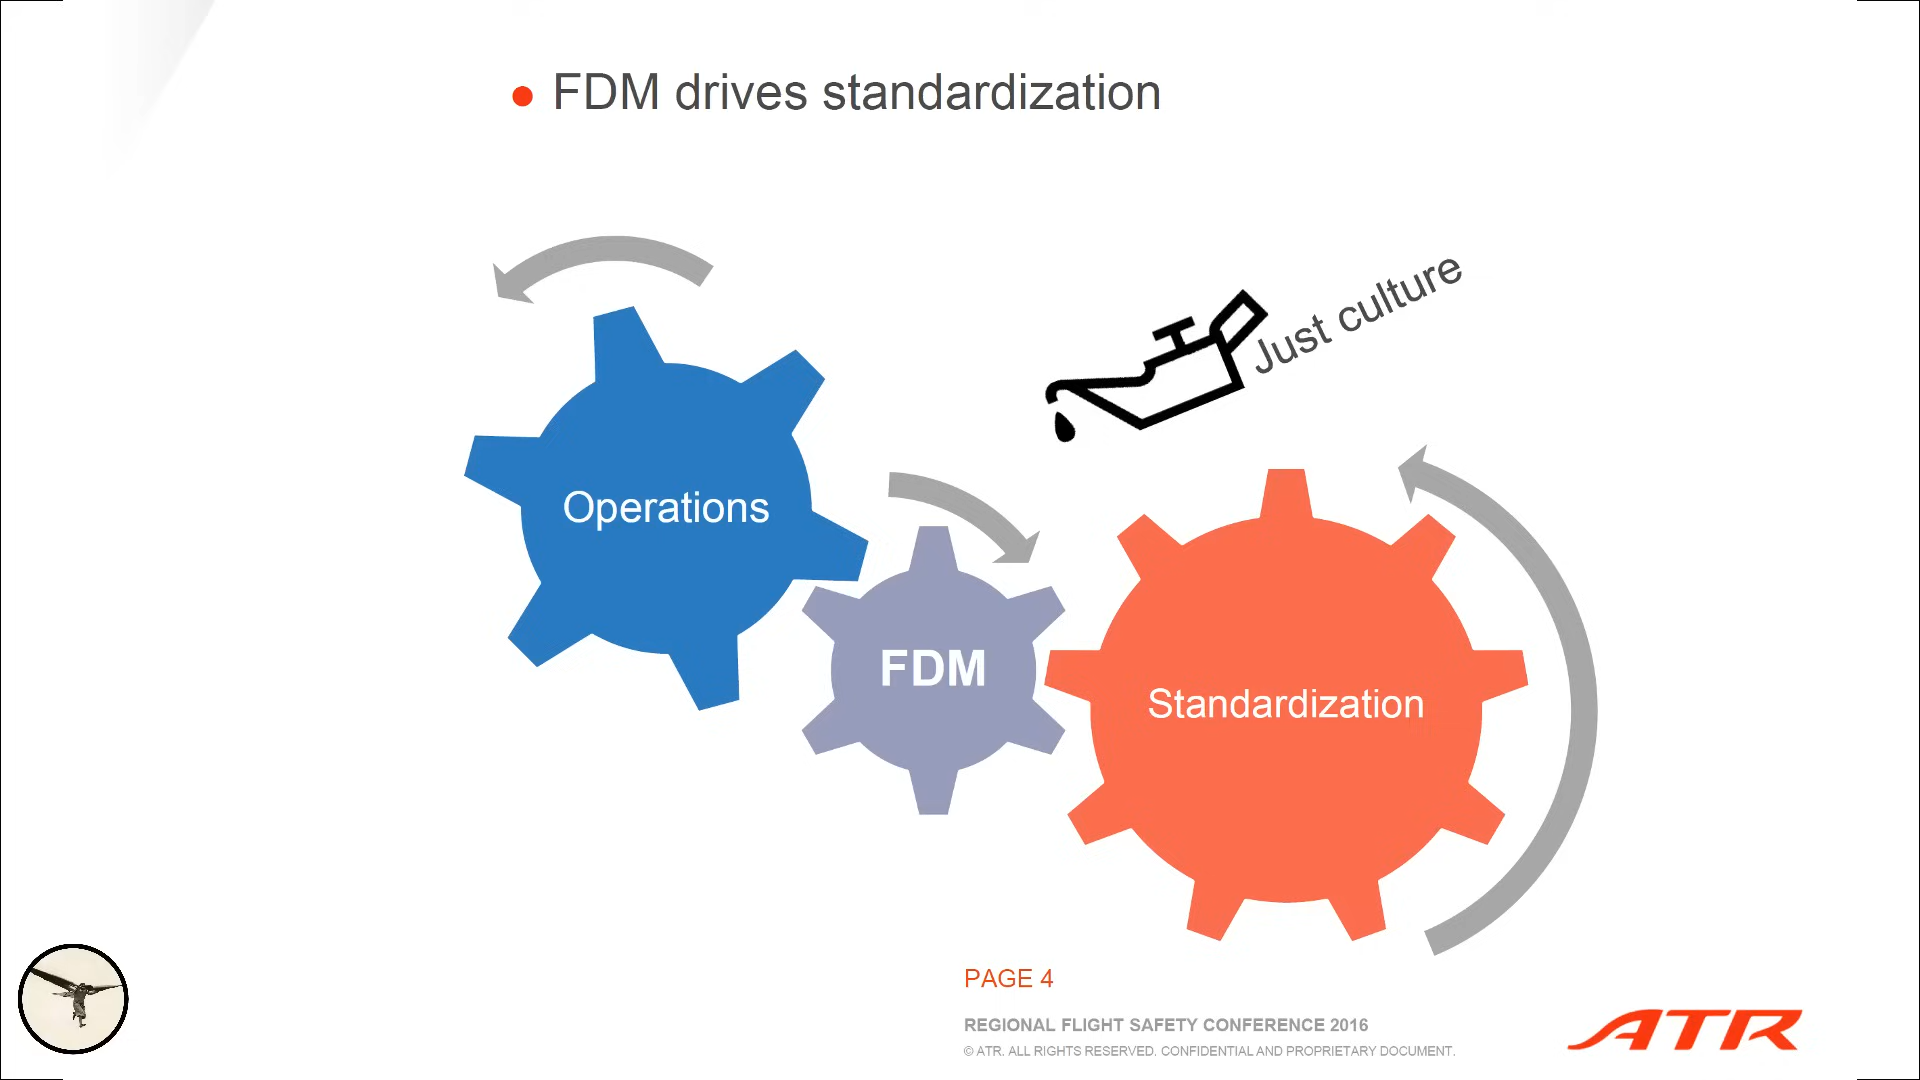 FDM drives standardization
Just culture
Operations
FDM
Standardization
PAGE 4
REGIONAL FLIGHT SAFETY CONFERENCE 2016
© ATR. ALL RIGHTS RESERVED. CONFIDENTIAL AND PROPRIETARY DOCUMENT.
ATR